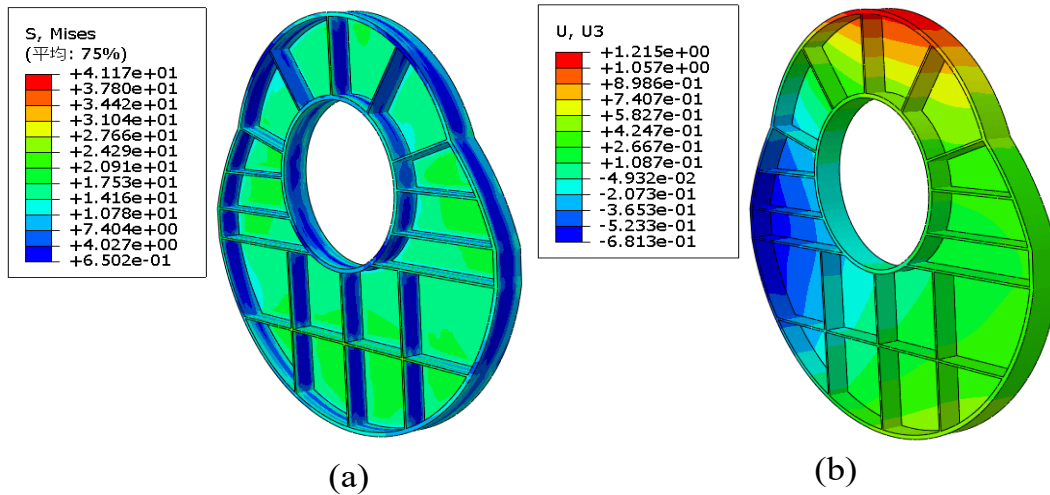 S, Mises
(平均: 75%)
+4.117e+01
+3.780e+01
+3.442e+01
+3.104e+01
+2.766e+01
+2.429e+01
+2.091e+01
+1.753e+01
+1.416e+01
+1.078e+01
+7.404e+00
+4.027e+00
+6.502e-01
U, U3
+1.215e+00
+1.057e+00
+8.986e-01
+7.407e-01
+5.827e-01
+4.247e-01
+2.667e-01
+1.087e-01
-4.932e-02
-2.073e-01
-3.653e-01
-5.233e-01
-6.813e-01
(a)
(b)